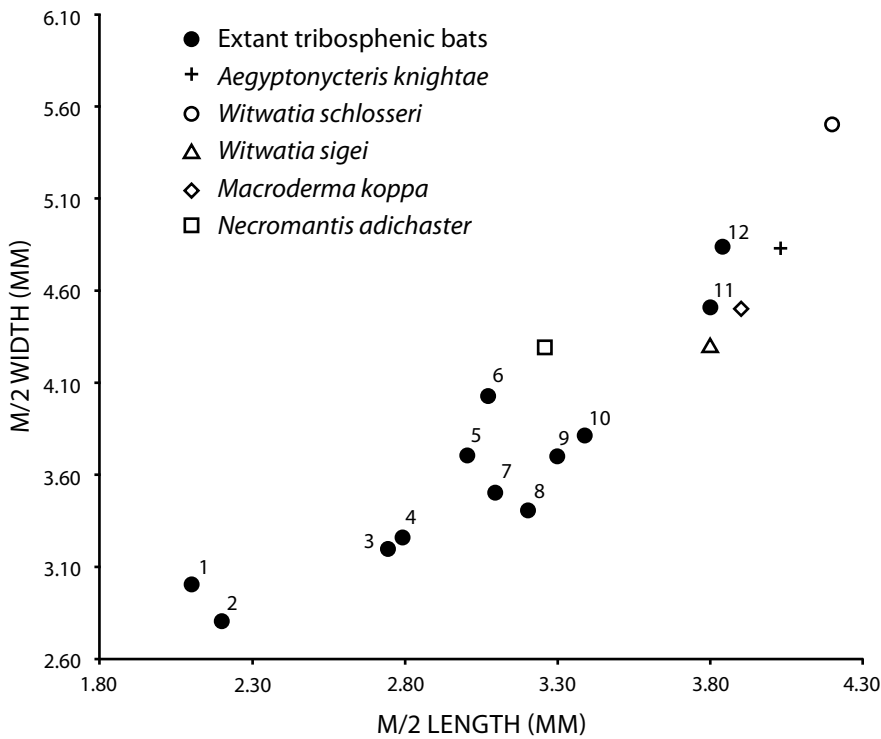 6.10
5.60
5.10
4.60
4.10
3.60
3.10
2.60
M/2 WIDTH (MM)
Extant tribosphenic bats
Aegyptonycteris knightae
Witwatia schlosseri
Witwatia sigei
Macroderma koppa
Necromantis adichaster
12
11
6
10
5
9
7
8
4
3
1
2
1.80 2.30 2.80 3.30 3.80 4.30
M/2 LENGTH (MM)